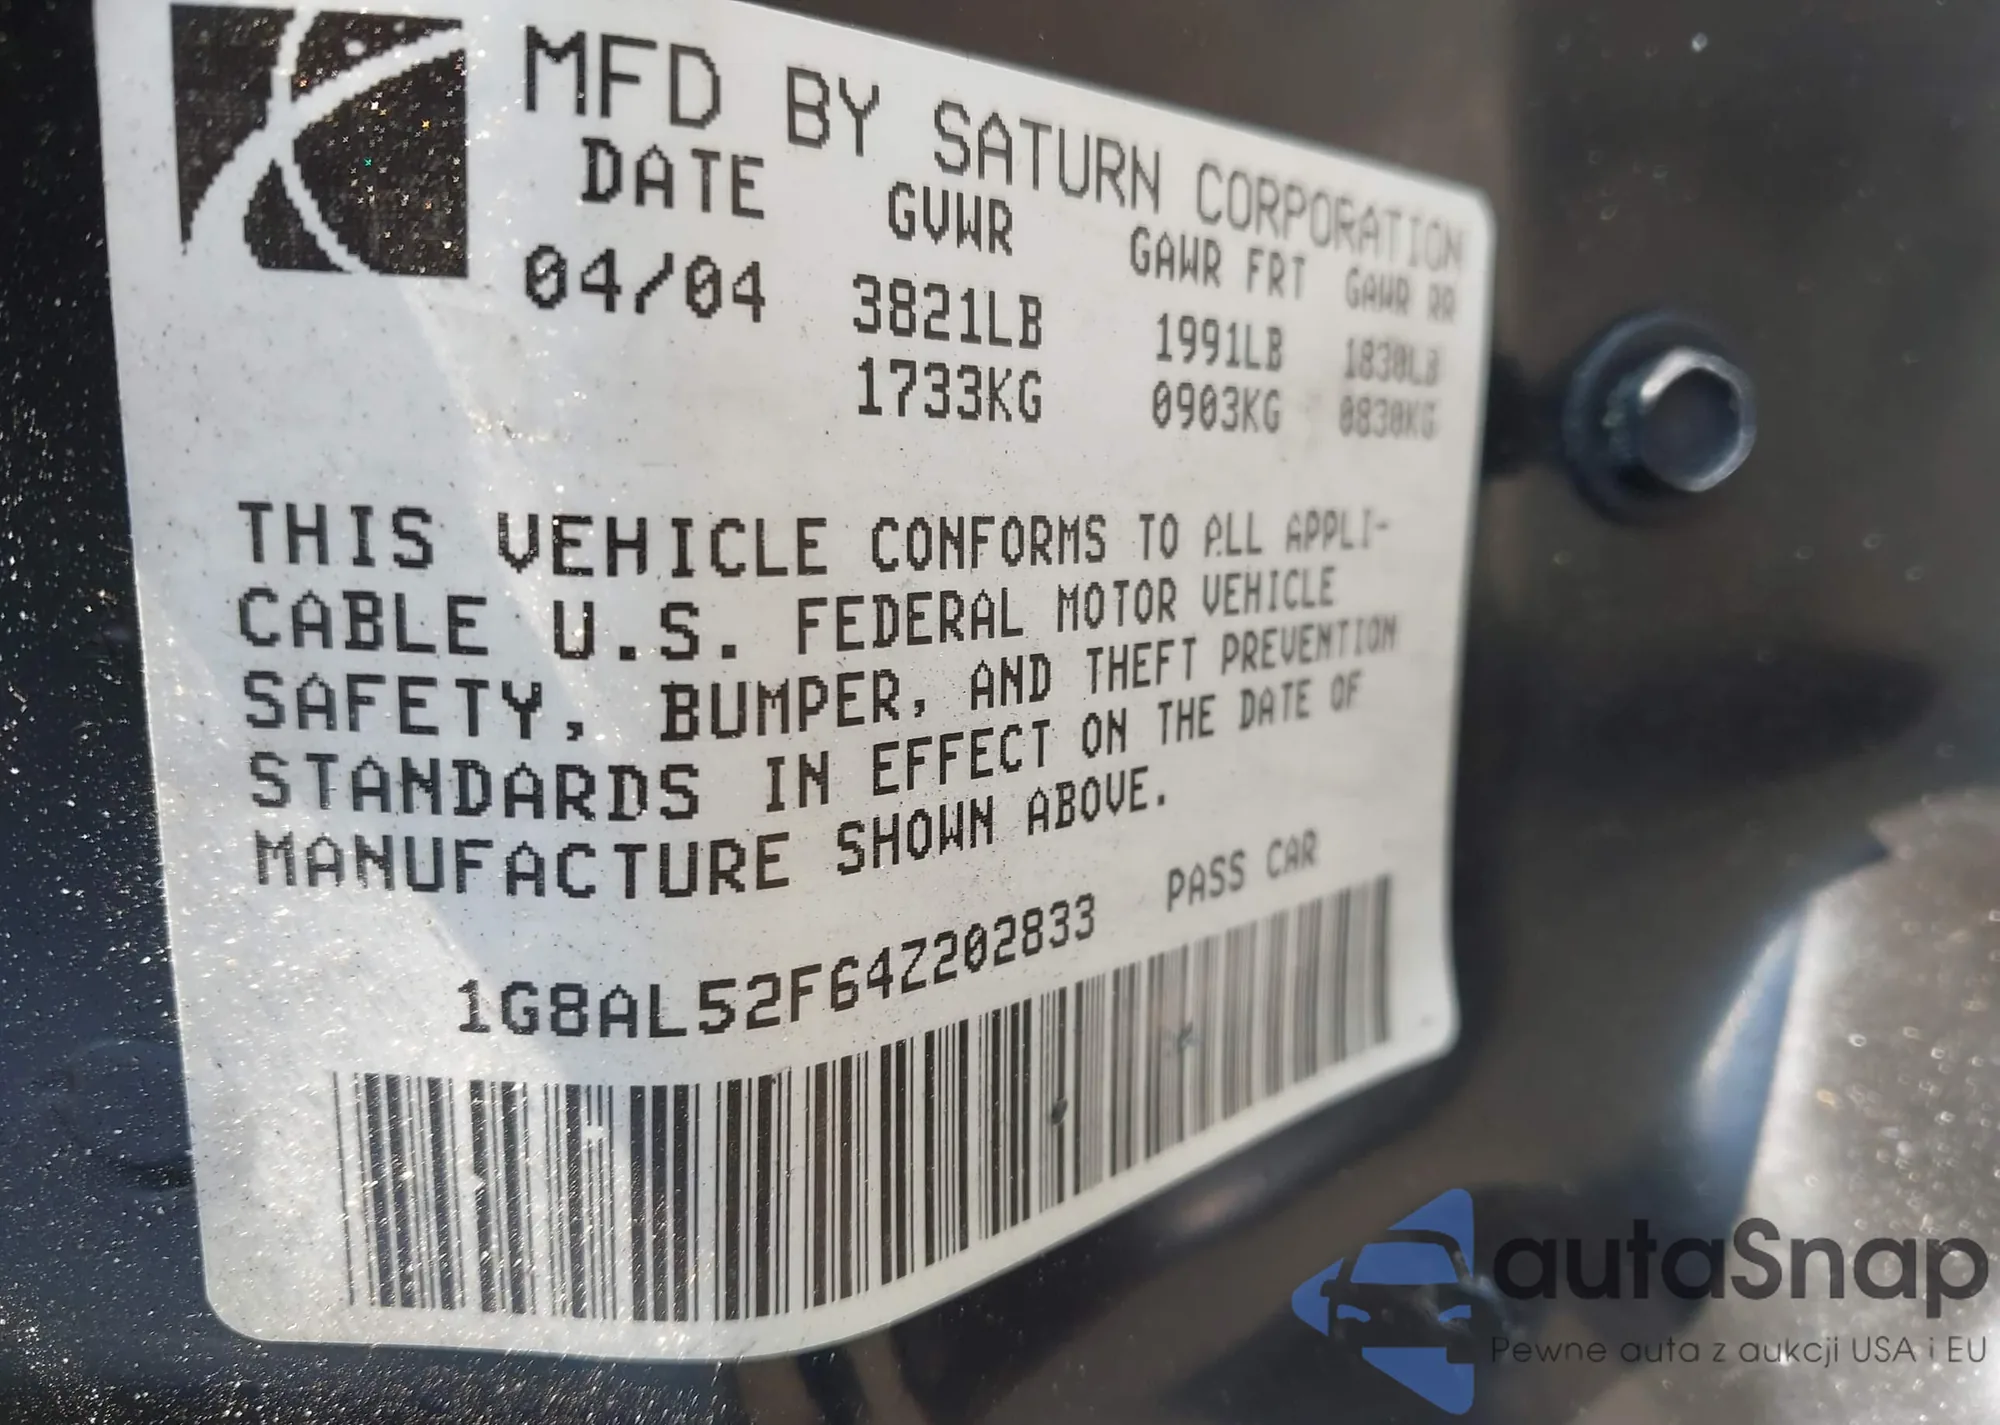 MFD BY SATURN CORPORATION
DATE GVWR GAWR FRT GAWR RR
04/04 3821LB 1991LB 1830LB
1733KG 0903KG 0830KG
THIS VEHICLE CONFORMS TO ALL APPLI-
CABLE U.S. FEDERAL MOTOR VEHICLE
SAFETY, BUMPER, AND THEFT PREVENTION
STANDARDS IN EFFECT ON THE DATE OF
MANUFACTURE SHOWN ABOVE.
1G8AL52F64Z202833 PASS CAR
autaSnap
Pewne auta z aukcji USA i EU